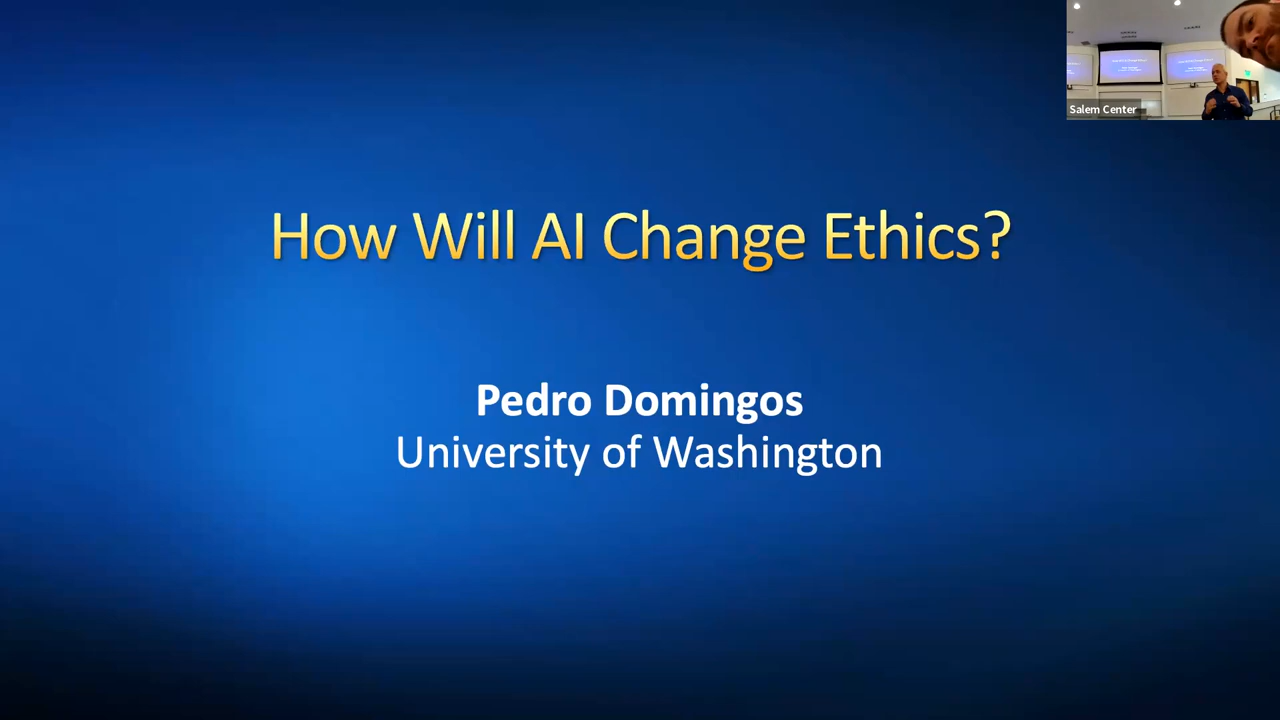 Salem Center
How Will AI Change Ethics?
Pedro Domingos
University of Washington